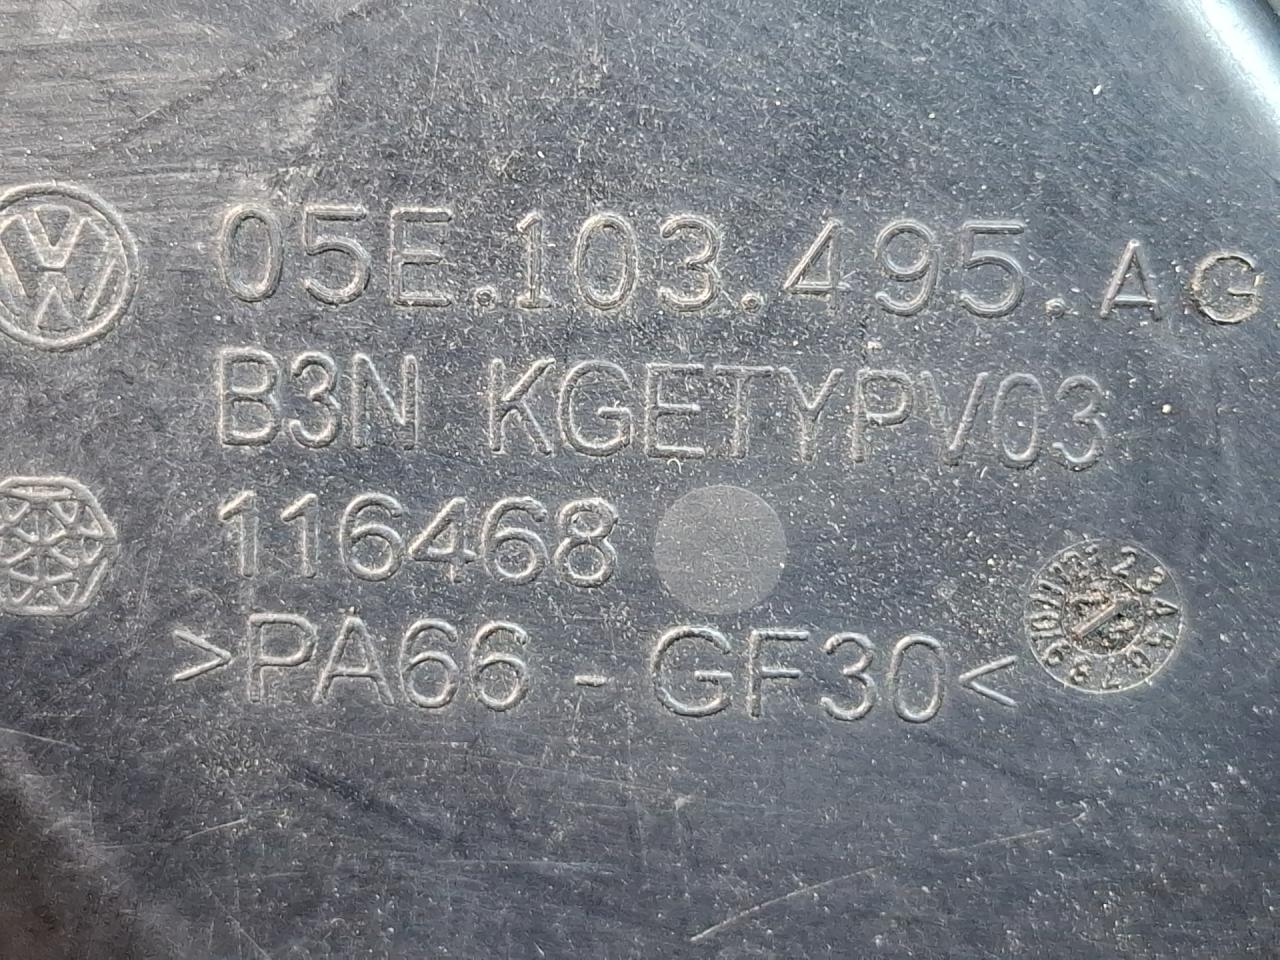 05E.103.495.AG
B3N KGETYPV03
116468
>PA66-GF30<